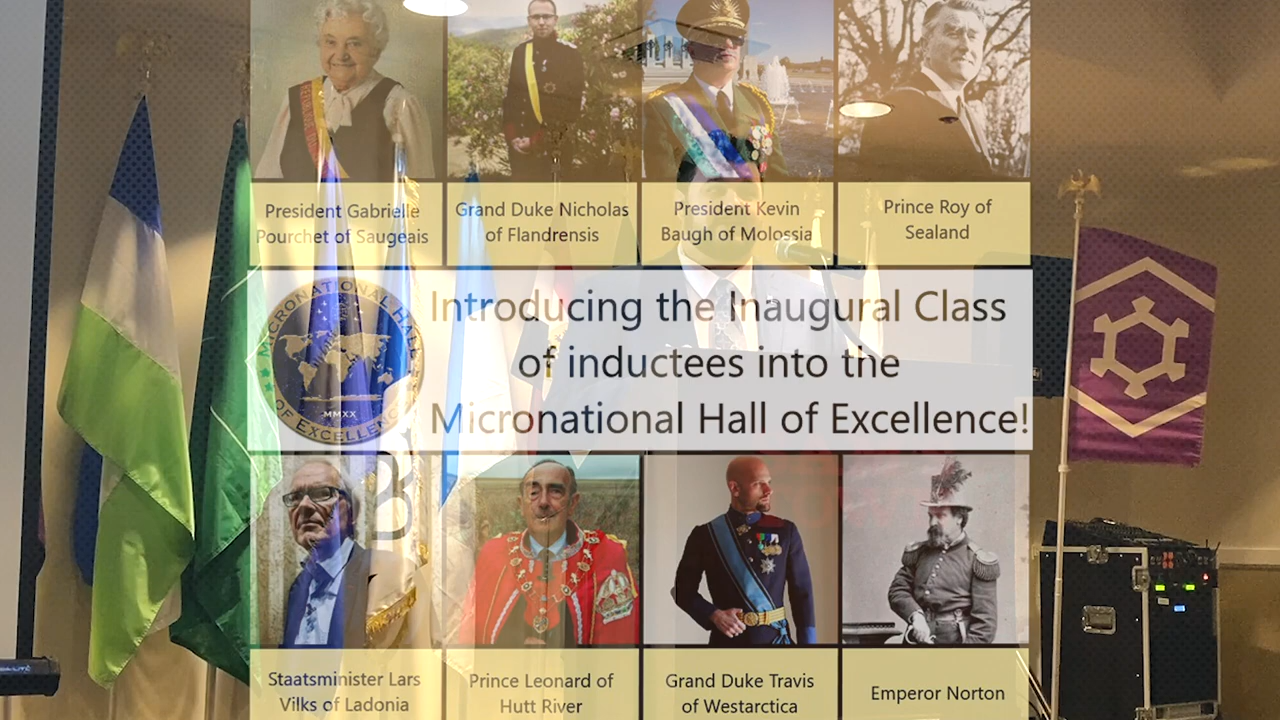 President Gabrielle
Pourchet of Saugeais
Grand Duke Nicholas
of Flandrensis
President Kevin
Baugh of Molossia
Prince Roy of
Sealand
MICRONATIONAL HALL
OF EXCELLENCE
MMXX
Introducing the Inaugural Class
of inductees into the
Micronational Hall of Excellence!
Staatsminister Lars
Vilks of Ladonia
Prince Leonard of
Hutt River
Grand Duke Travis
of Westarctica
Emperor Norton